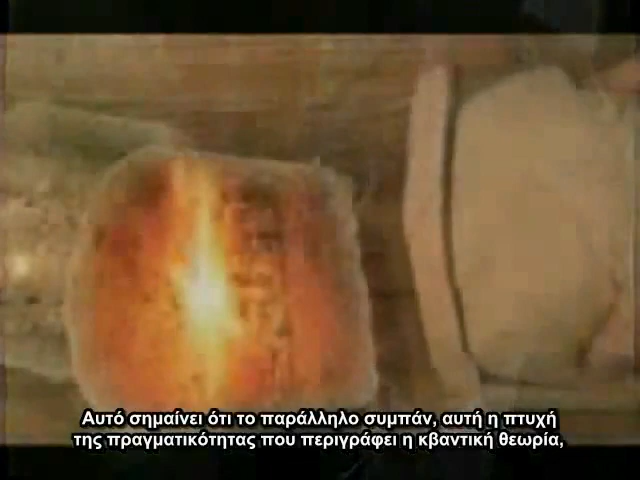 Αυτό σημαίνει ότι το παράλληλο συμπάν, αυτή η πτυχή
της πραγματικότητας που περιγράφει η κβαντική θεωρία,